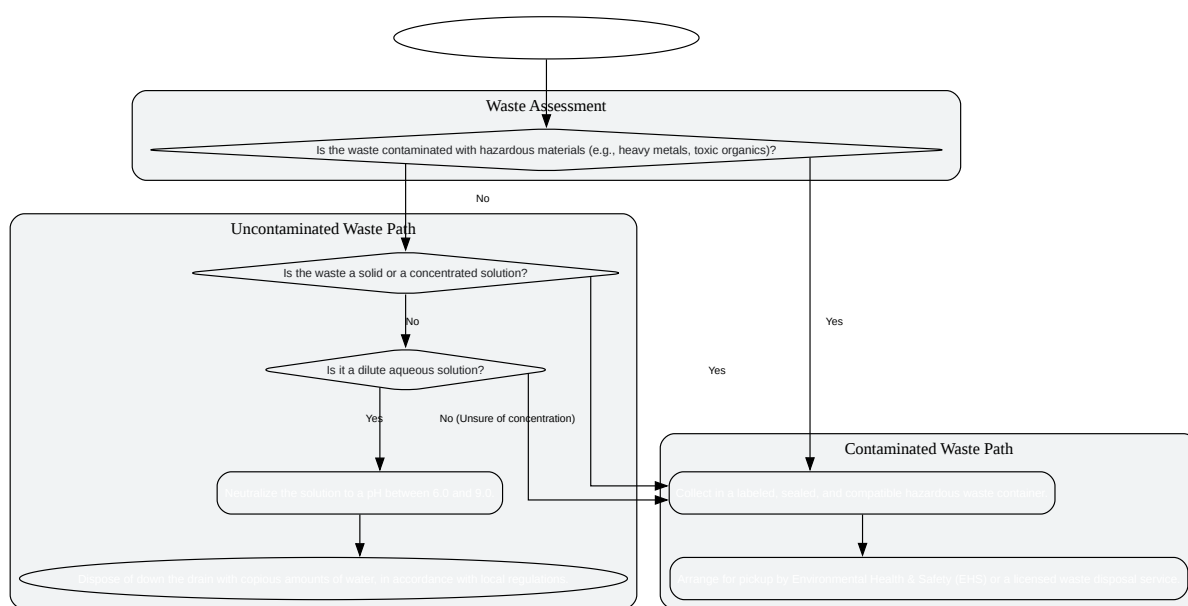 Waste Assessment
Is the waste contaminated with hazardous materials (e.g., heavy metals, toxic organics)?
No
Uncontaminated Waste Path
Is the waste a solid or a concentrated solution?
No
Yes
Is it a dilute aqueous solution?
Yes
Yes
No (Unsure of concentration)
Contaminated Waste Path
Neutralize the solution to a pH between 6.0 and 9.0.
Collect in a labeled, sealed, and compatible hazardous waste container.
Dispose of down the drain with copious amounts of water, in accordance with local regulations.
Arrange for pickup by Environmental Health & Safety (EHS) or a licensed waste disposal service.